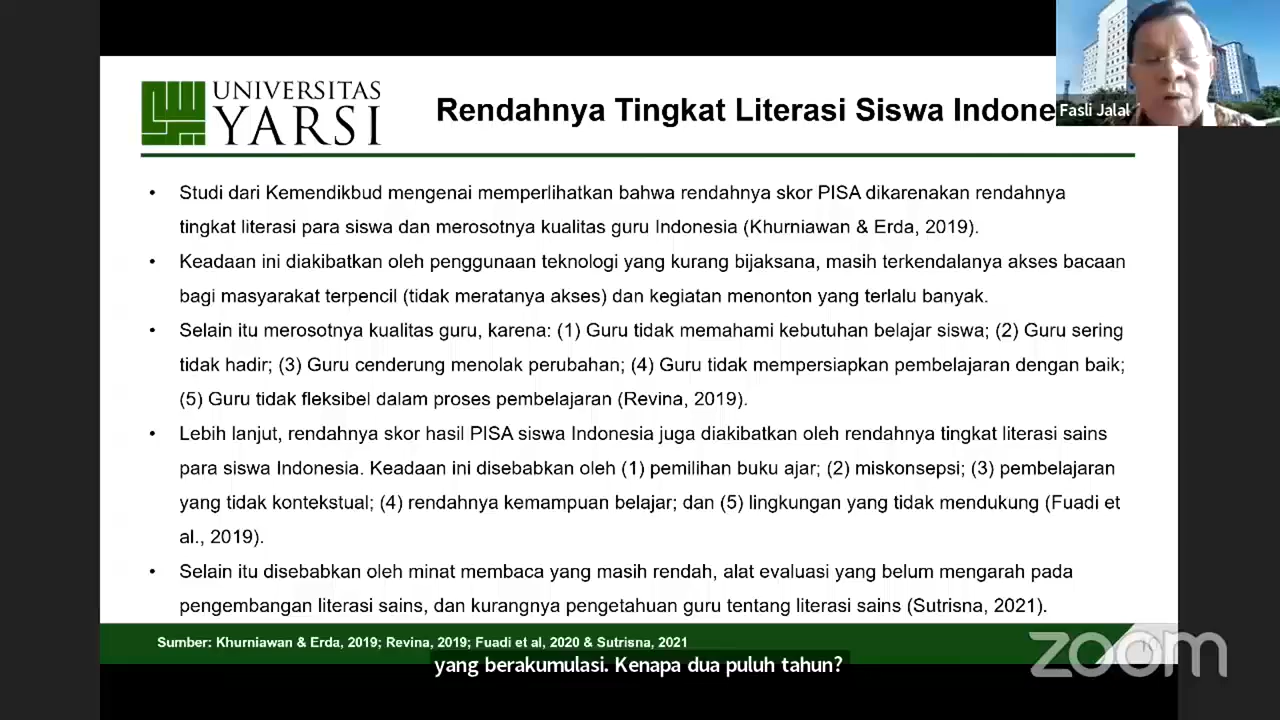 UNIVERSITAS
YARSI
Rendahnya Tingkat Literasi Siswa Indone
Fasli Jalal
• Studi dari Kemendikbud mengenai memperlihatkan bahwa rendahnya skor PISA dikarenakan rendahnya
tingkat literasi para siswa dan merosotnya kualitas guru Indonesia (Khurniawan & Erda, 2019).
• Keadaan ini diakibatkan oleh penggunaan teknologi yang kurang bijaksana, masih terkendalanya akses bacaan
bagi masyarakat terpencil (tidak meratanya akses) dan kegiatan menonton yang terlalu banyak.
• Selain itu merosotnya kualitas guru, karena: (1) Guru tidak memahami kebutuhan belajar siswa; (2) Guru sering
tidak hadir; (3) Guru cenderung menolak perubahan; (4) Guru tidak mempersiapkan pembelajaran dengan baik;
(5) Guru tidak fleksibel dalam proses pembelajaran (Revina, 2019).
• Lebih lanjut, rendahnya skor hasil PISA siswa Indonesia juga diakibatkan oleh rendahnya tingkat literasi sains
para siswa Indonesia. Keadaan ini disebabkan oleh (1) pemilihan buku ajar; (2) miskonsepsi; (3) pembelajaran
yang tidak kontekstual; (4) rendahnya kemampuan belajar; dan (5) lingkungan yang tidak mendukung (Fuadi et
al., 2019).
• Selain itu disebabkan oleh minat membaca yang masih rendah, alat evaluasi yang belum mengarah pada
pengembangan literasi sains, dan kurangnya pengetahuan guru tentang literasi sains (Sutrisna, 2021).
Sumber: Khurniawan & Erda, 2019; Revina, 2019; Fuadi et al, 2020 & Sutrisna, 2021
zoom
yang berakumulasi. Kenapa dua puluh tahun?